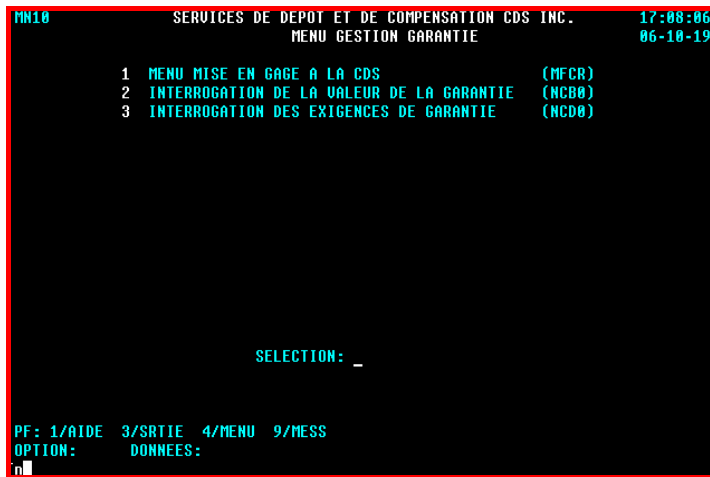 MN10 SERVICES DE DEPOT ET DE COMPENSATION CDS INC. 17:08:06
MENU GESTION GARANTIE 06-10-19
1 MENU MISE EN GAGE A LA CDS (MFCR)
2 INTERROGATION DE LA VALEUR DE LA GARANTIE (NCB0)
3 INTERROGATION DES EXIGENCES DE GARANTIE (NCD0)
SELECTION: _
PF: 1/AIDE 3/SRTIE 4/MENU 9/MESS
OPTION: DONNEES:
n